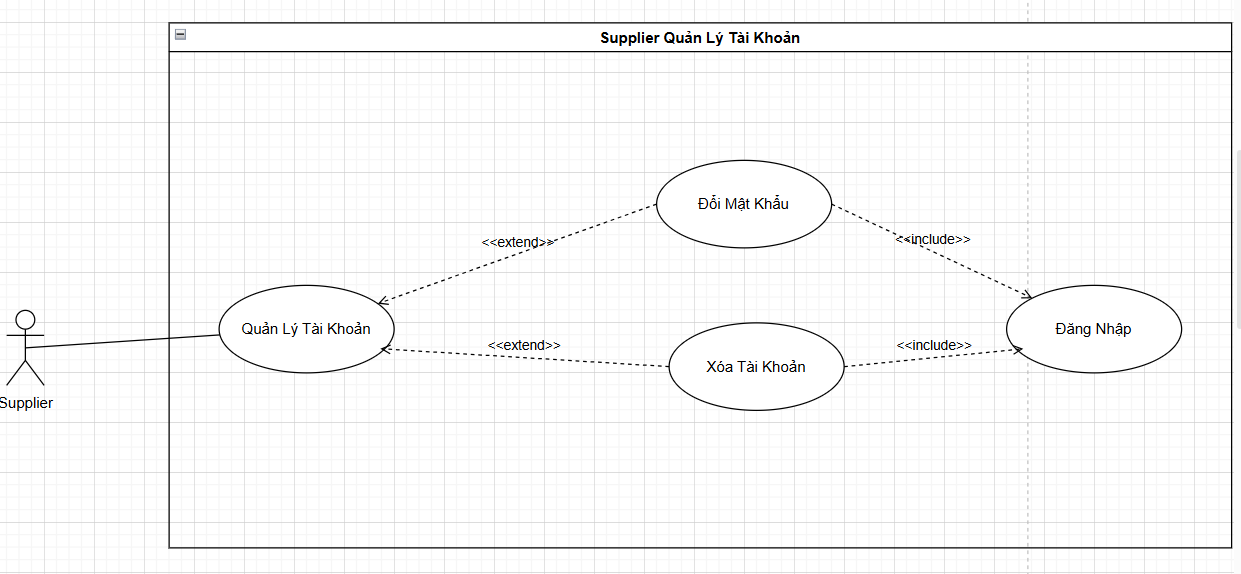 Supplier Quản Lý Tài Khoản
Đổi Mật Khẩu
<<extend>>
<<include>>
Quản Lý Tài Khoản
Đăng Nhập
<<extend>>
<<include>>
Xóa Tài Khoản
Supplier